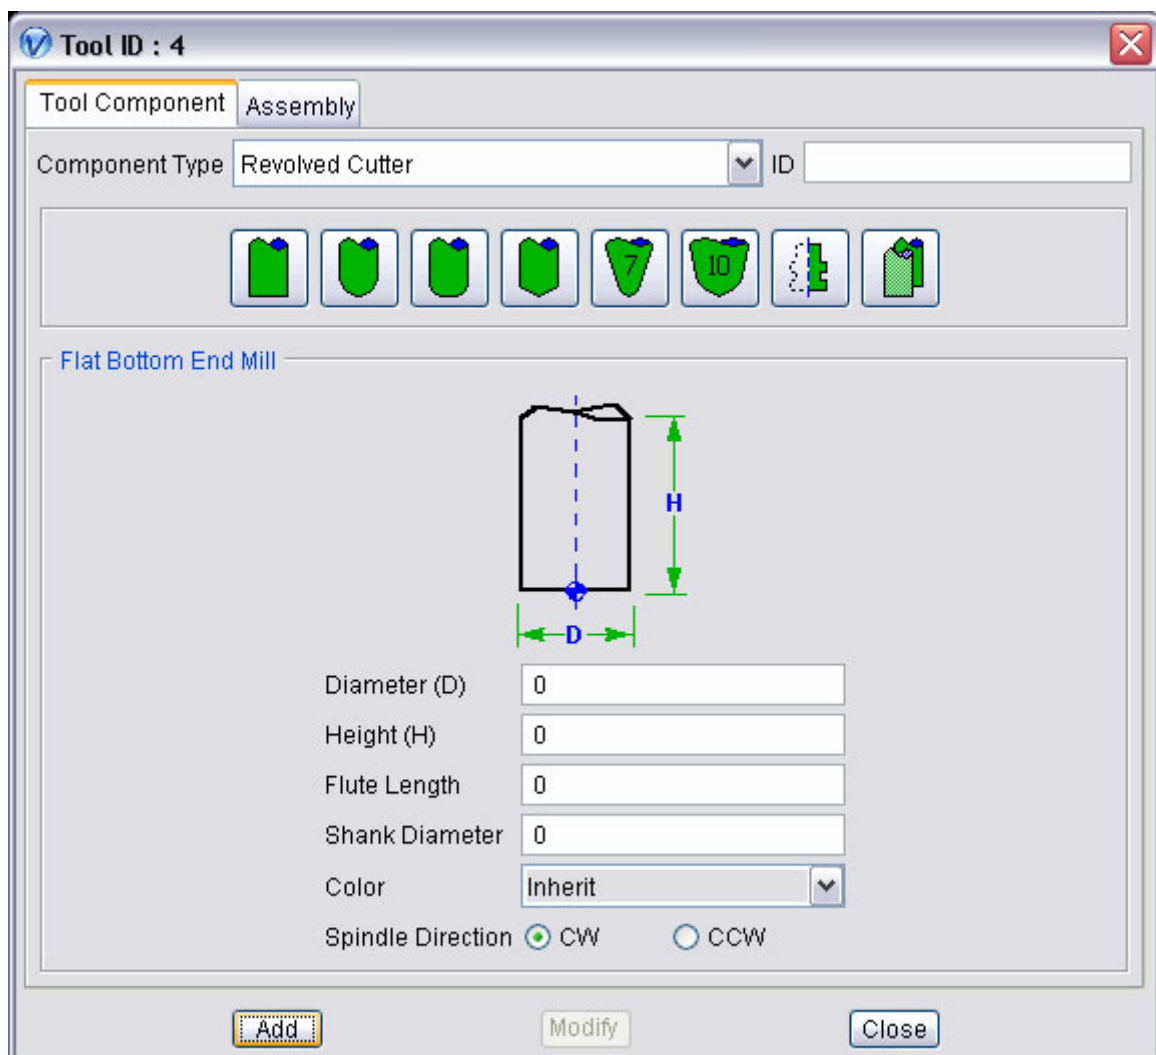 Tool ID : 4
Tool Component Assembly
Component Type Revolved Cutter ID
7 10
Flat Bottom End Mill
H
D
Diameter (D) 0
Height (H) 0
Flute Length 0
Shank Diameter 0
Color Inherit
Spindle Direction CW CCW
Add Modify Close